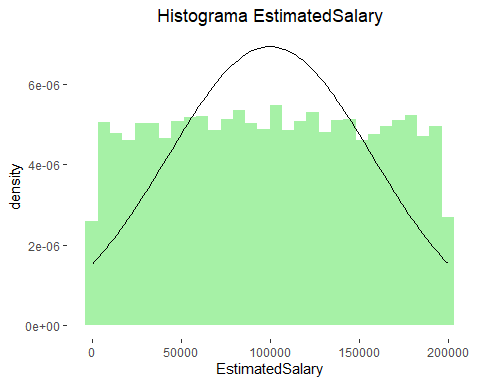 Histograma EstimatedSalary
density
6e-06
4e-06
2e-06
0e+00
0 50000 100000 150000 200000
EstimatedSalary